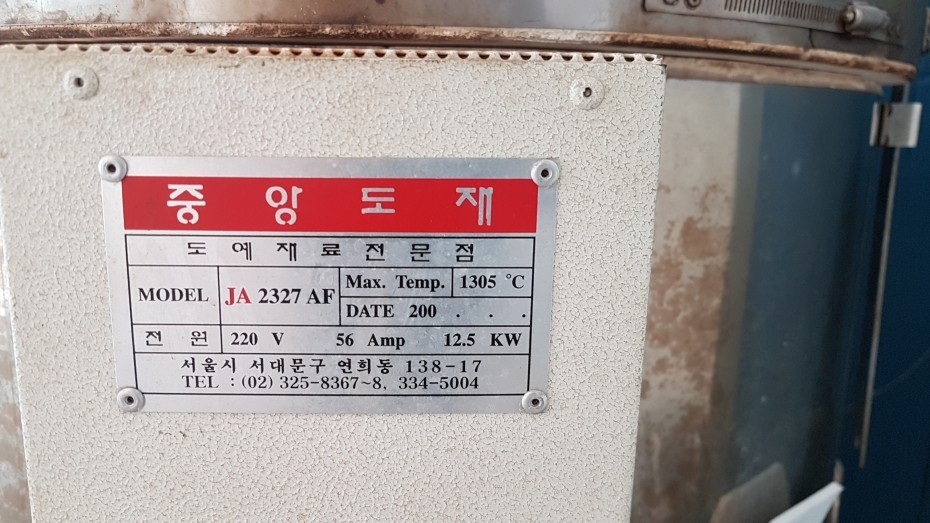 중앙도재
도예재료전문점
MODEL JA 2327 AF
Max. Temp. 1305 °C
DATE 200 . . .
전원 220 V 56 Amp 12.5 KW
서울시 서대문구 연희동 138-17
TEL : (02) 325-8367~8, 334-5004